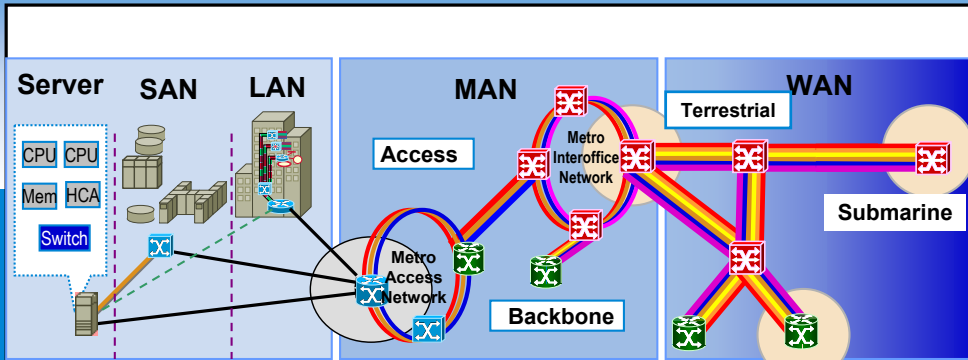 Server
SAN
LAN
MAN
WAN
CPU
CPU
Mem
HCA
Switch
Access
Metro
Interoffice
Network
Terrestrial
Submarine
Metro
Access
Network
Backbone